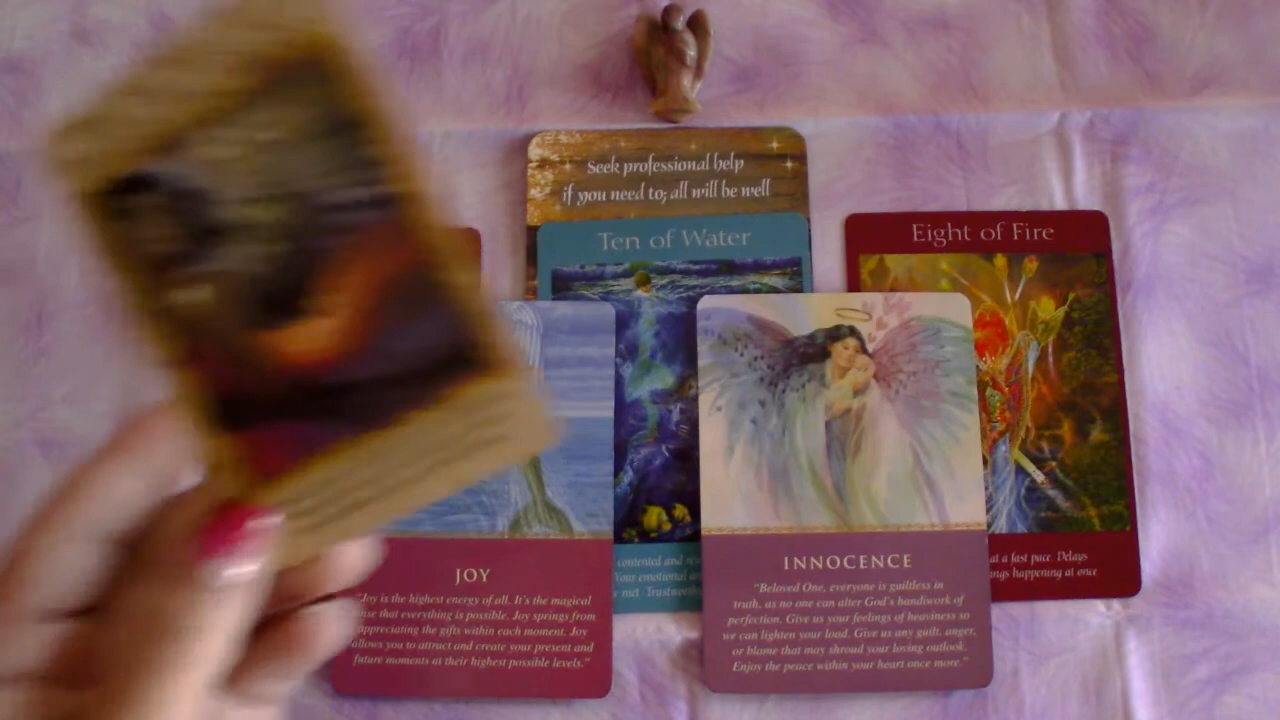 Seek professional help
if you need to; all will be well
Ten of Water
Eight of Fire
contented and
Your emotional
met. Trustworthy
at a fast pace. Delays
happening at once
JOY
"Joy is the highest energy of all. It's the magical
sense that everything is possible. Joy springs from
appreciating the gifts within each moment. Joy
allows you to attract and create your present and
future moments at their highest possible levels."
INNOCENCE
"Beloved One, everyone is guiltless in
truth, as no one can alter God's handiwork of
perfection. Give us your feelings of heaviness so
we can lighten your load. Give us any guilt, anger,
or blame that may shroud your loving outlook.
Enjoy the peace within your heart once more."